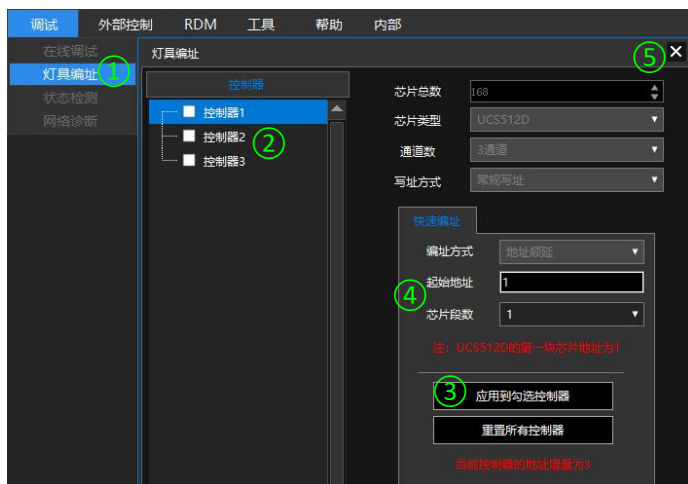 调试 外部控制 RDM 工具 帮助 内部
在线调试
灯具编址 ①
状态检测
网络诊断
灯具编址 ⑤ ×
控制器
控制器1
控制器2 ②
控制器3
芯片总数 168
芯片类型 UCS512D
通道数 3通道
写址方式 常规写址
快速编址
编址方式 地址顺延
起始地址 1
④
芯片段数 1
注：UCS512D的第一块芯片地址为1
③ 应用到勾选控制器
重置所有控制器
当前控制器的地址增量为3